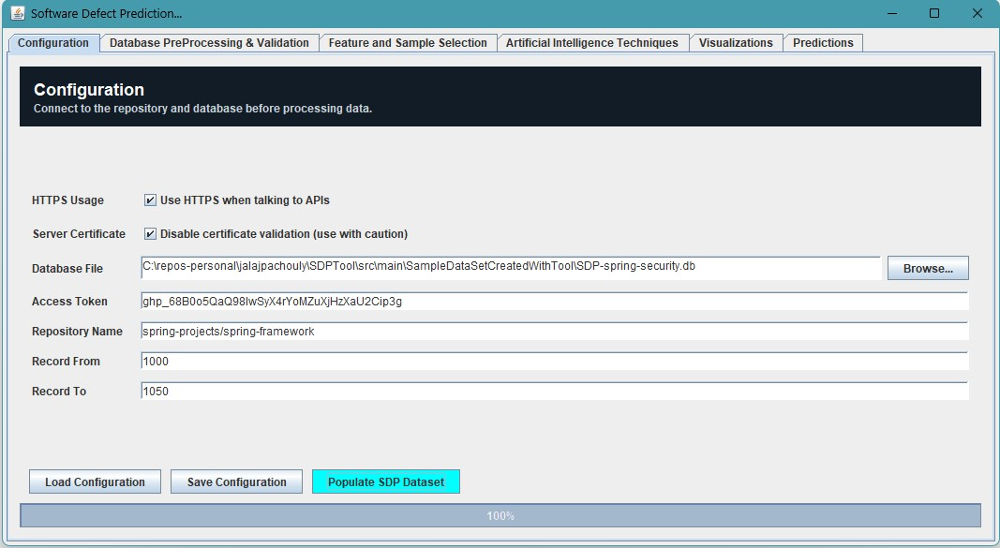 Software Defect Prediction...
Configuration Database PreProcessing & Validation Feature and Sample Selection Artificial Intelligence Techniques Visualizations Predictions
Configuration
Connect to the repository and database before processing data.
HTTPS Usage Use HTTPS when talking to APIs
Server Certificate Disable certificate validation (use with caution)
Database File C:\repos-personal\jalajpachouly\SDPTool\src\main\SampleDataSetCreatedWithTool\SDP-spring-security.db Browse...
Access Token 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
Repository Name spring-projects/spring-framework
Record From 1000
Record To 1050
Load Configuration Save Configuration Populate SDP Dataset
100%